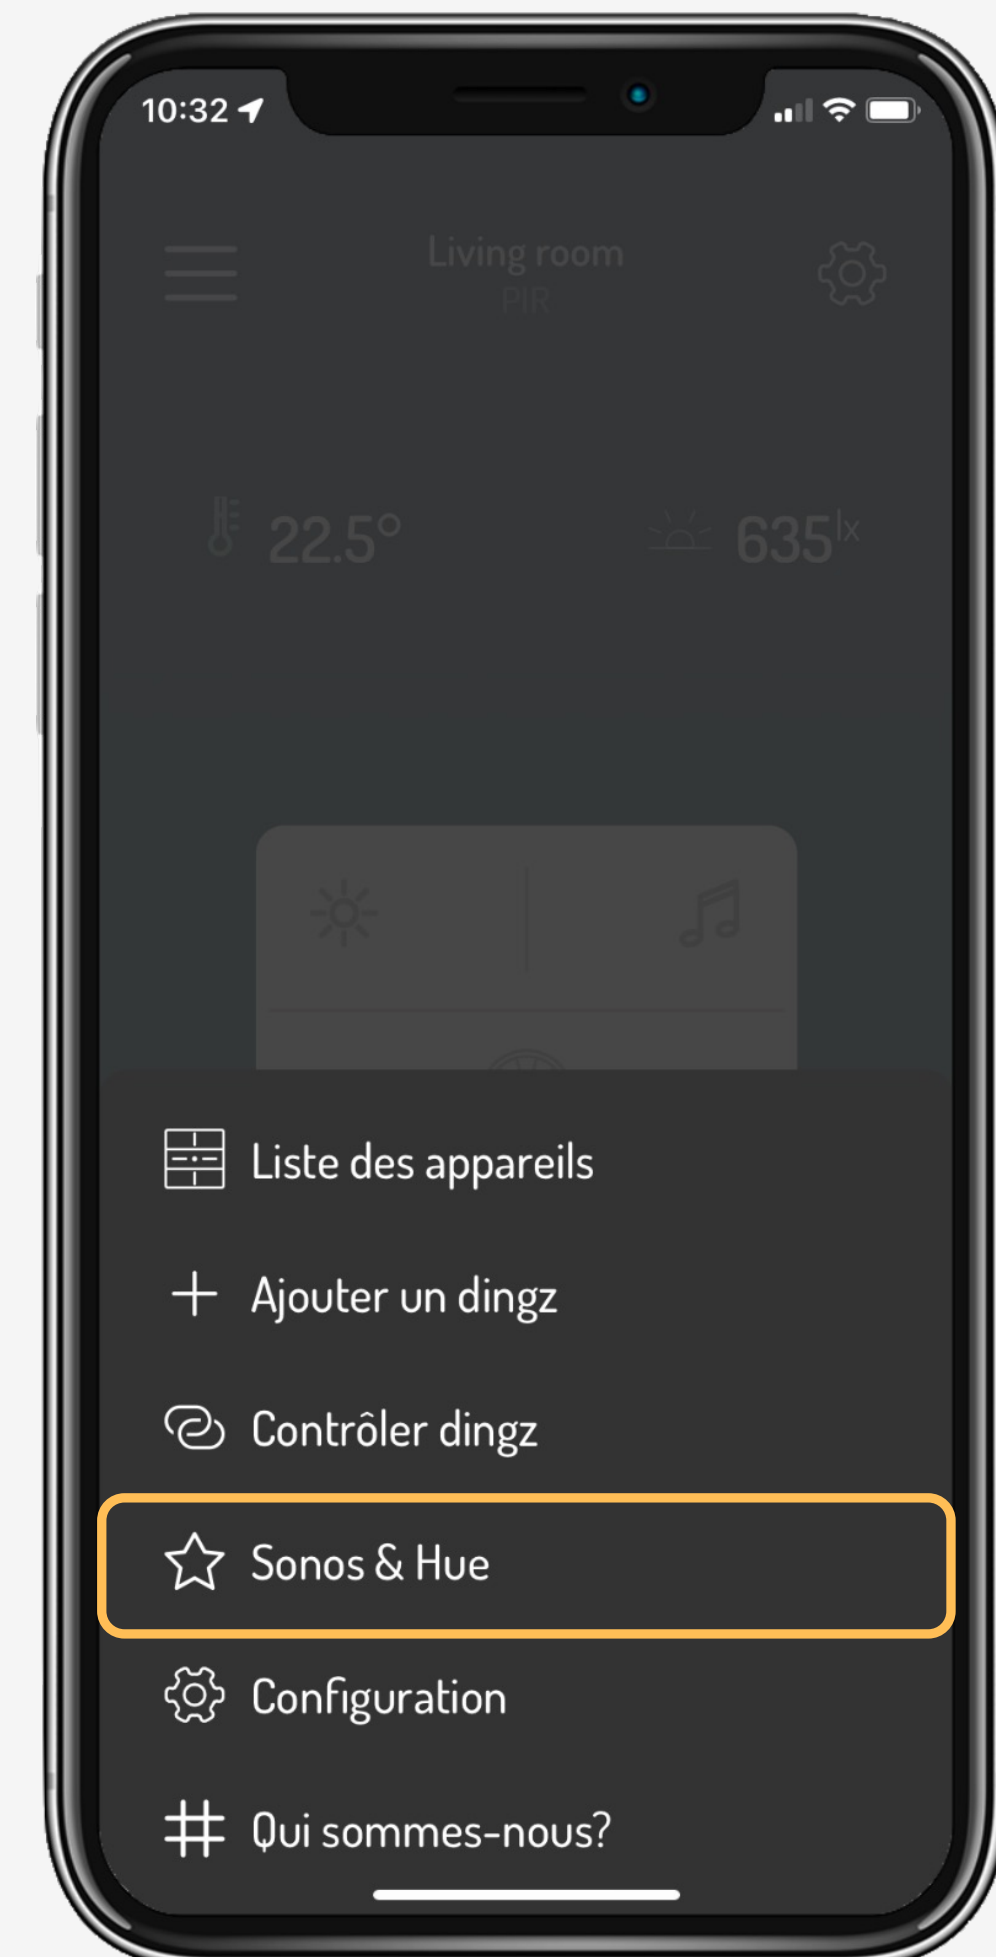 10:32
Living room
PIR
22.5°
635lx
Liste des appareils
Ajouter un dingz
Contrôler dingz
Sonos & Hue
Configuration
Qui sommes-nous?